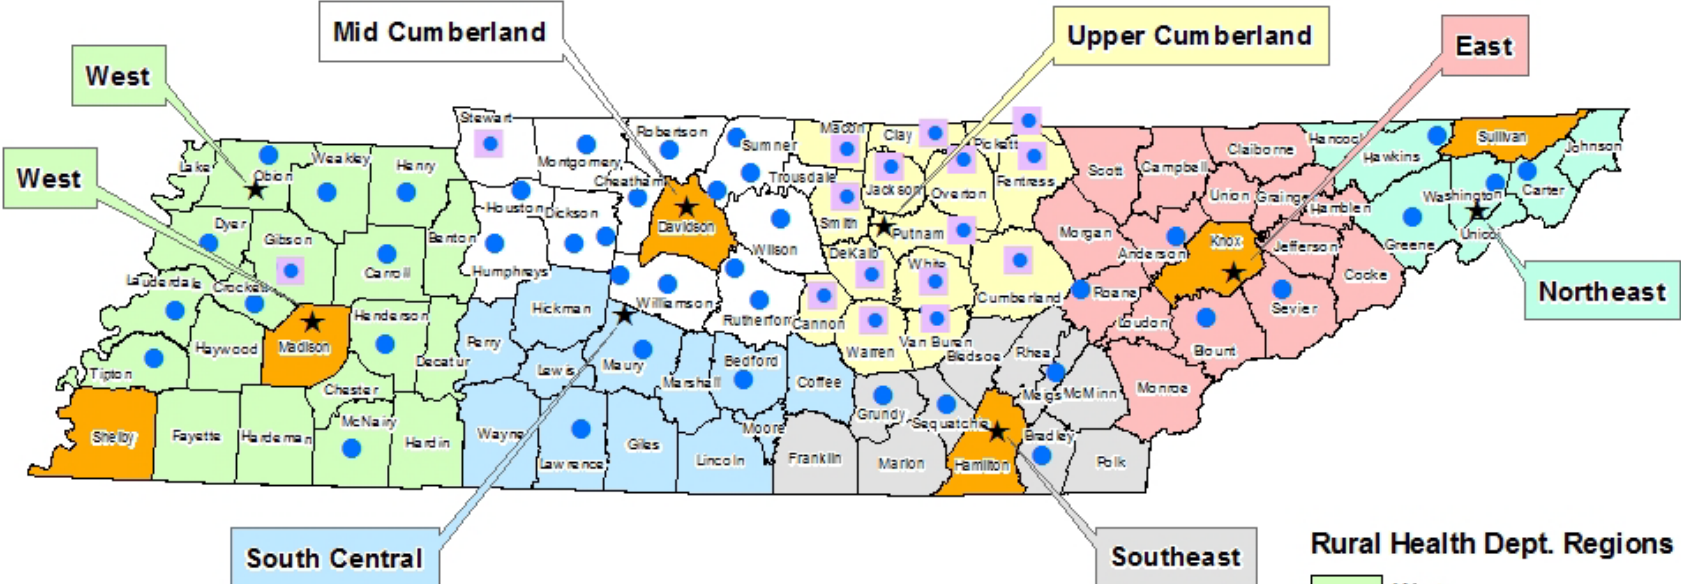 Mid Cumberland
Upper Cumberland
East
West
West
Stewart
Montgomery
Robertson
Sumner
Trousdale
Macon
Clay
Pickett
Jackson
Overton
Fentress
Scott
Campbell
Claiborne
Hancock
Hawkins
Sullivan
Johnson
Lake
Obion
Weakley
Henry
Houston
Dickson
Cheatham
Davidson
Wilson
Smith
Putnam
Morgan
Anderson
Union
Grainger
Hamblen
Washington
Carter
Unicoi
Greene
Dyer
Gibson
Carroll
Benton
Humphreys
Williamson
Rutherford
Cannon
DeKalb
White
Cumberland
Roane
Knox
Jefferson
Cocke
Sevier
Northeast
Lauderdale
Crockett
Madison
Henderson
Decatur
Perry
Hickman
Lewis
Maury
Marshall
Bedford
Coffee
Warren
Van Buren
Bledsoe
Rhea
Meigs
McMinn
Loudon
Blount
Monroe
Tipton
Haywood
Chester
McNairy
Hardin
Shelby
Fayette
Hardeman
Wayne
Lawrence
Giles
Lincoln
Moore
Franklin
Grundy
Sequatchie
Marion
Hamilton
Bradley
Polk
South Central
Southeast
Rural Health Dept. Regions